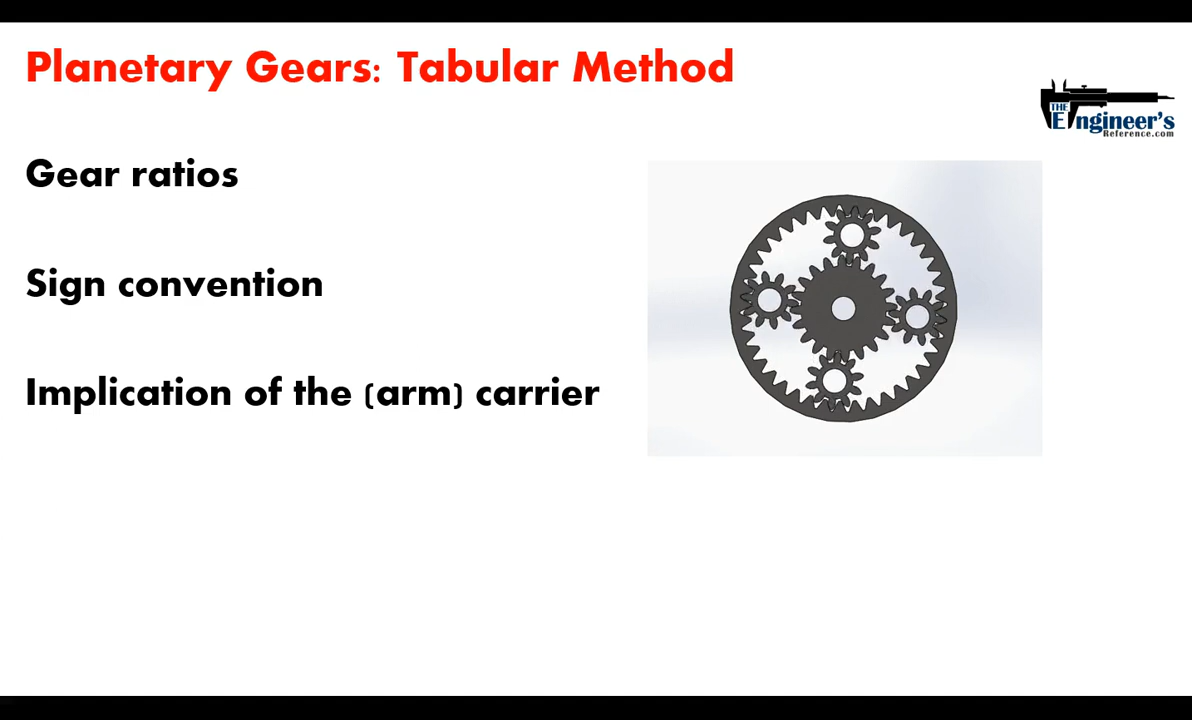 Planetary Gears: Tabular Method
THE
Engineer's
Reference.com
Gear ratios
Sign convention
Implication of the (arm) carrier